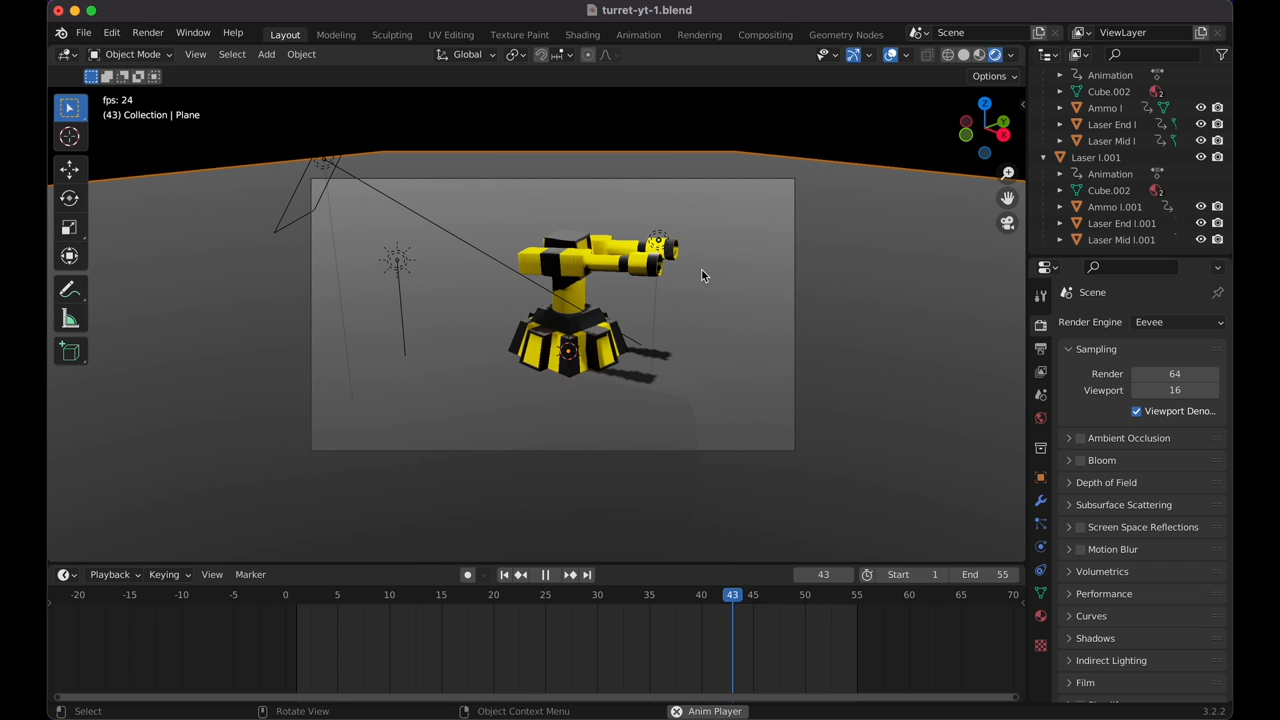 turret-yt-1.blend
File Edit Render Window Help Layout Modeling Sculpting UV Editing Texture Paint Shading Animation Rendering Compositing Geometry Nodes Scene ViewLayer
Object Mode View Select Add Object Global
Options
fps: 24
(43) Collection | Plane
Z
Y
X
Animation
Cube.002 2
Ammo l
Laser End l
Laser Mid l
Laser l.001
Animation
Cube.002 2
Ammo l.001
Laser End l.001
Laser Mid l.001
Scene
Render Engine Eevee
Sampling
Render 64
Viewport 16
Viewport Deno...
Ambient Occlusion
Bloom
Depth of Field
Subsurface Scattering
Screen Space Reflections
Motion Blur
Volumetrics
Performance
Curves
Shadows
Indirect Lighting
Film
Playback Keying View Marker 43 Start 1 End 55
-20 -15 -10 -5 0 5 10 15 20 25 30 35 40 43 45 50 55 60 65 70
Select Rotate View Object Context Menu Anim Player 3.2.2